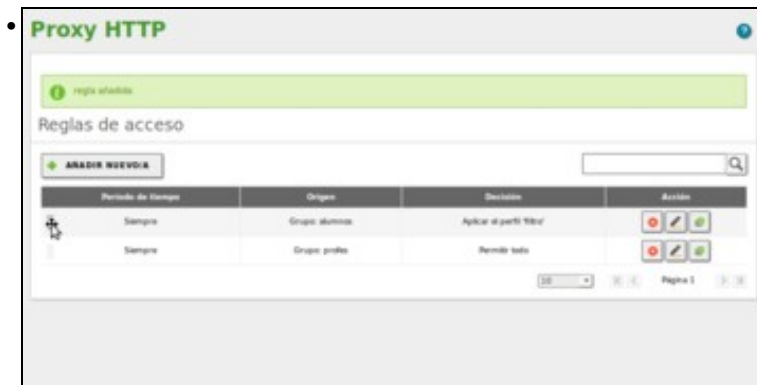 Proxy HTTP
regla añadida
Reglas de acceso
AÑADIR NUEVO/A
Periodo de tiempo Origen Decisión Acción
Siempre Grupo: alumnos Aplicar el perfil 'filtro'
Siempre Grupo: profes Permitir todo
10 Página 1